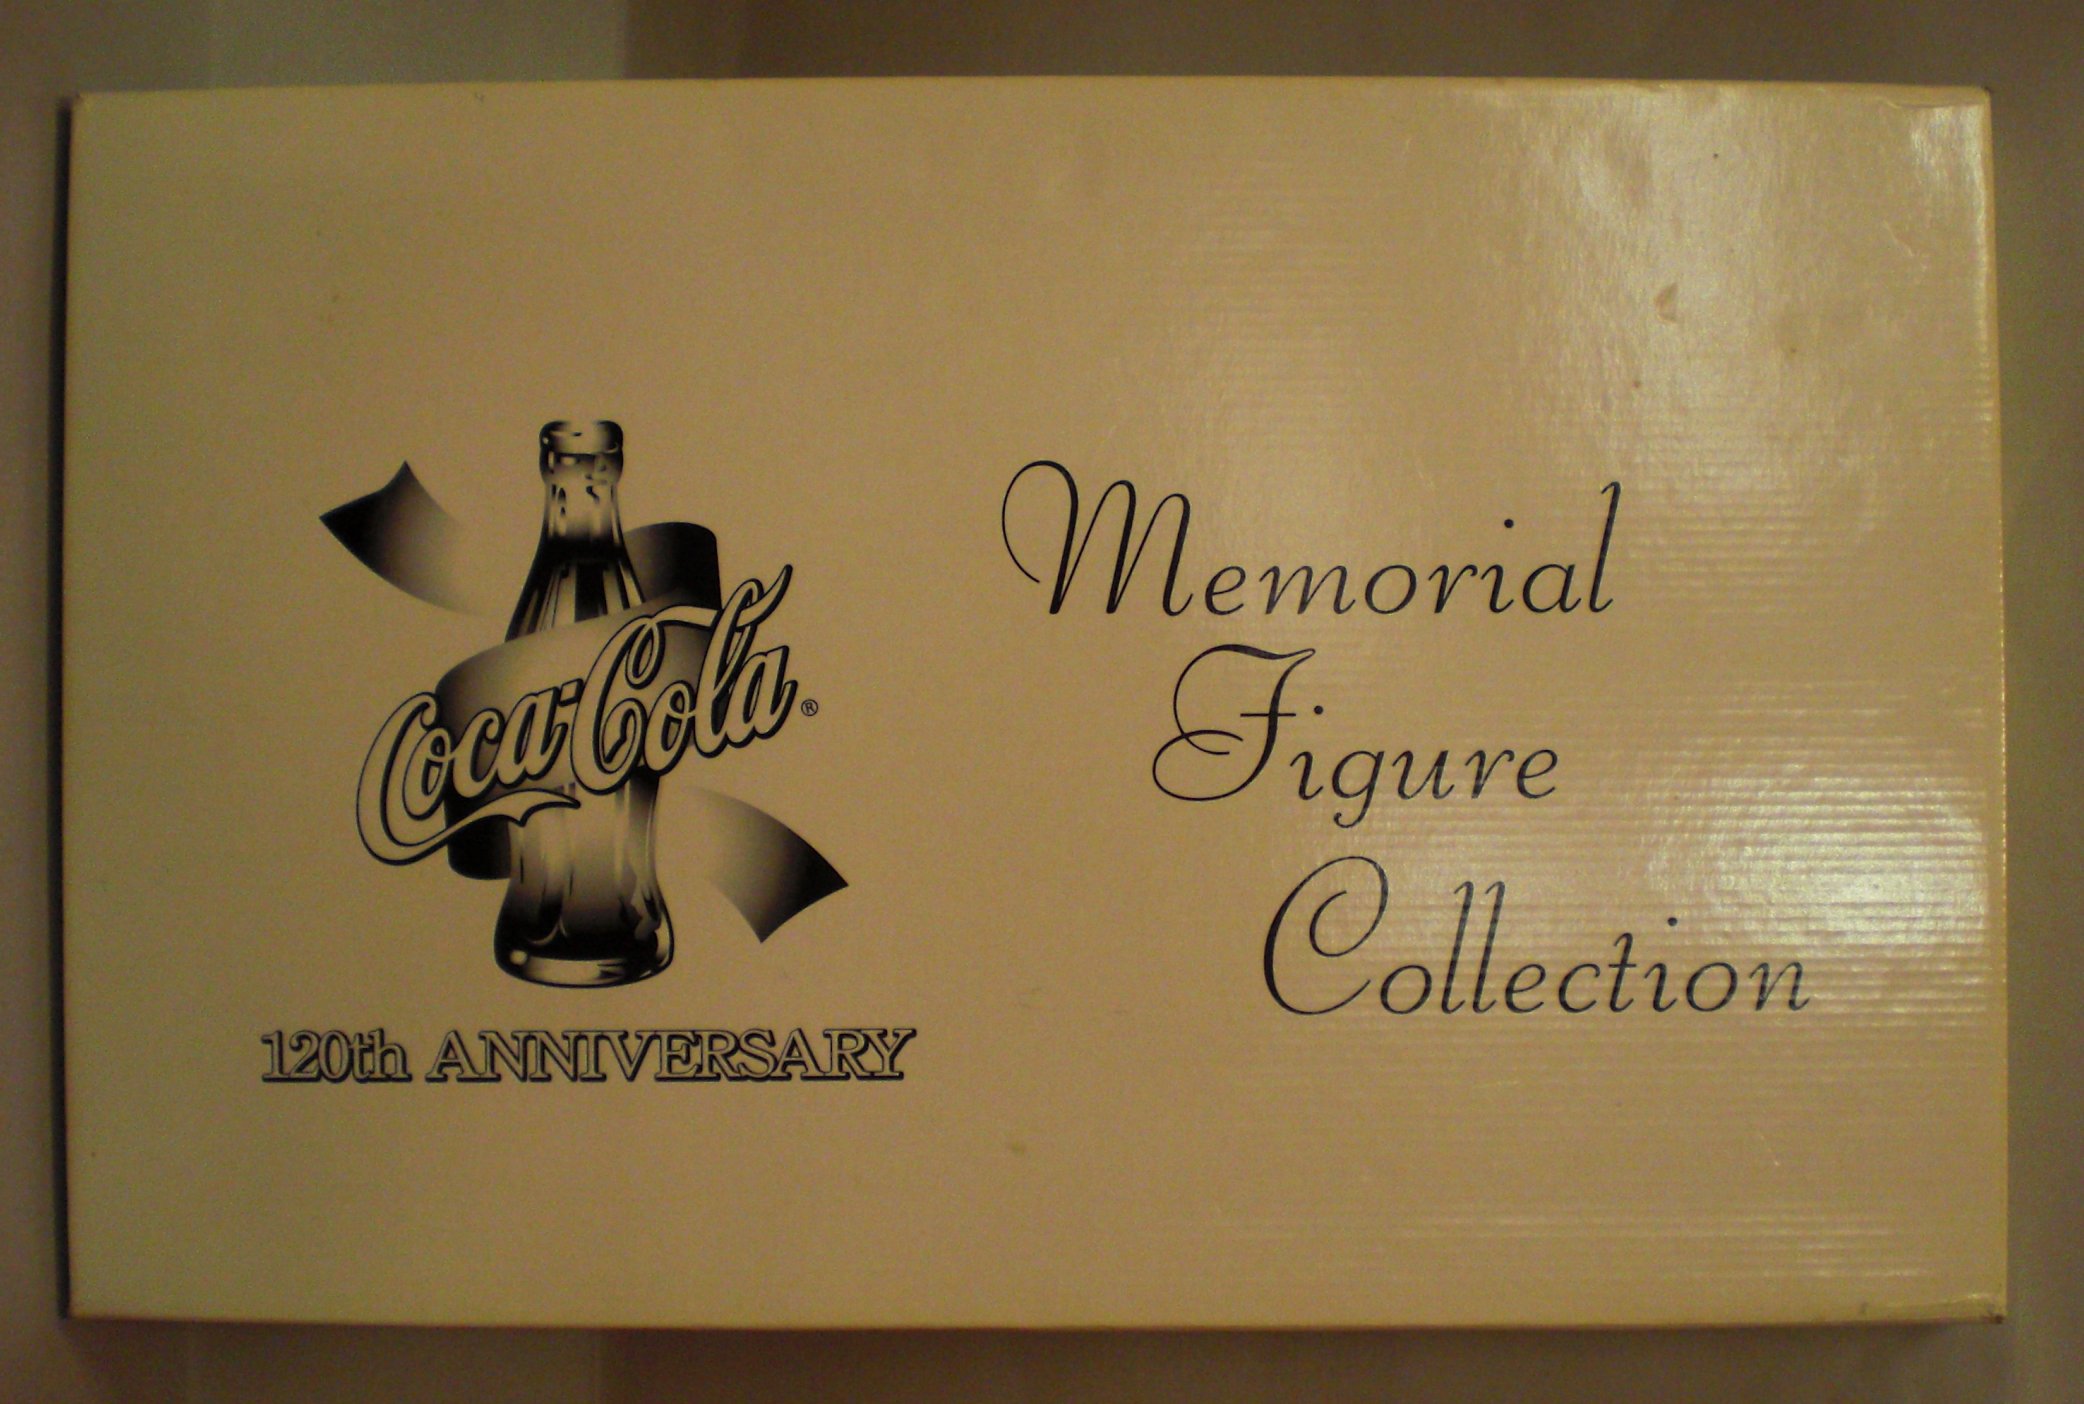 Coca-Cola®
120th ANNIVERSARY
Memorial
Figure
Collection